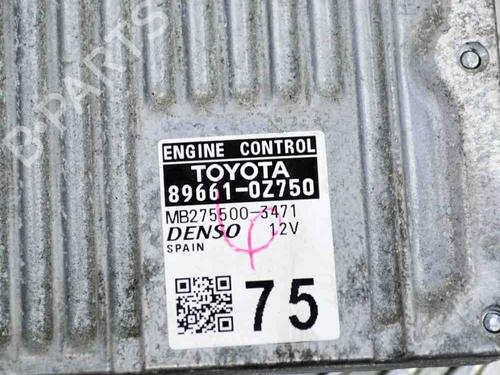 B-PARTS
ENGINE CONTROL
TOYOTA
89661-0Z750
MB275500-3471
DENSO 12V
SPAIN
75